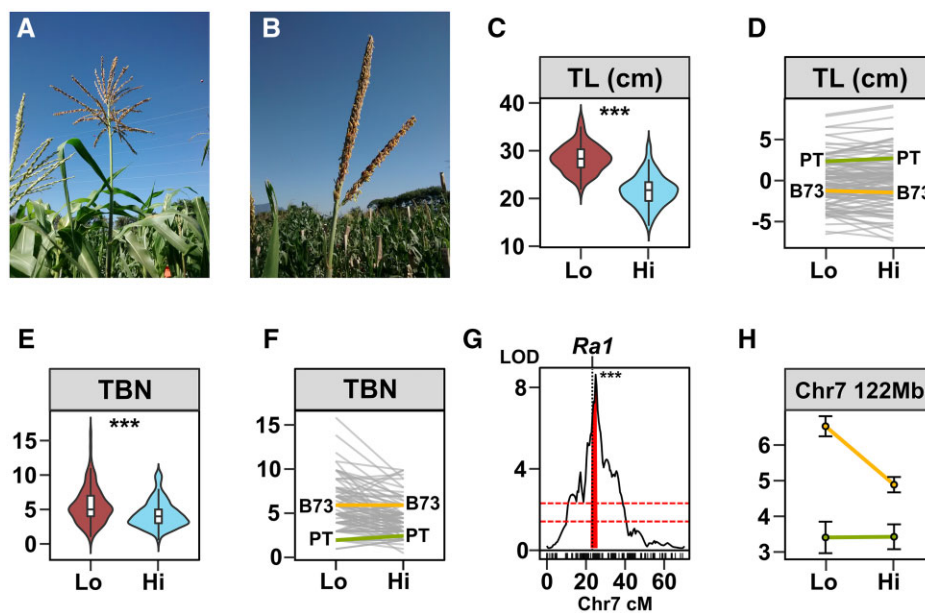 A
B
C
TL (cm)
40
30
20
10
***
Lo Hi
D
TL (cm)
5
0
-5
PT
B73
PT
B73
Lo Hi
E
TBN
15
10
5
0
***
Lo Hi
F
TBN
15
10
5
0
B73
PT
B73
PT
Lo Hi
G
Ra1
LOD
***
8
4
0
0 20 40 60
Chr7 cM
H
Chr7 122Mb
6
5
4
3
Lo Hi